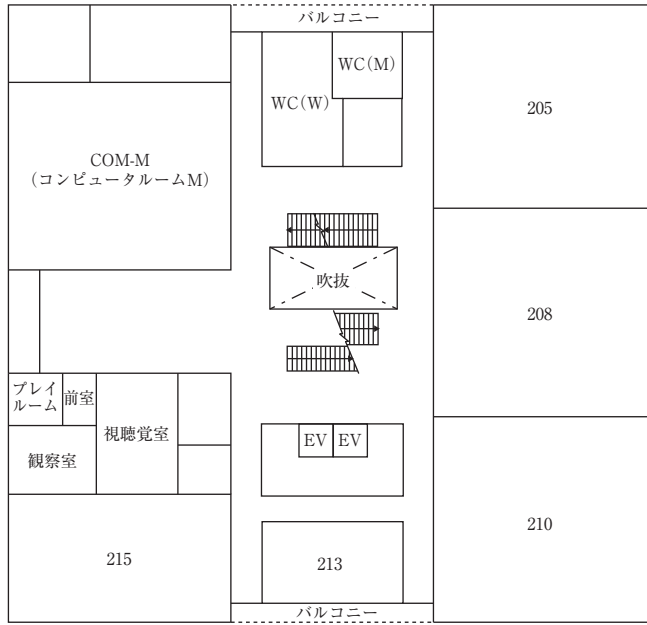 バルコニー
WC(M)
WC(W)
205
COM-M
(コンピュータルームM)
吹抜
208
プレイ
ルーム
前室
視聴覚室
観察室
EV
EV
210
215
213
バルコニー